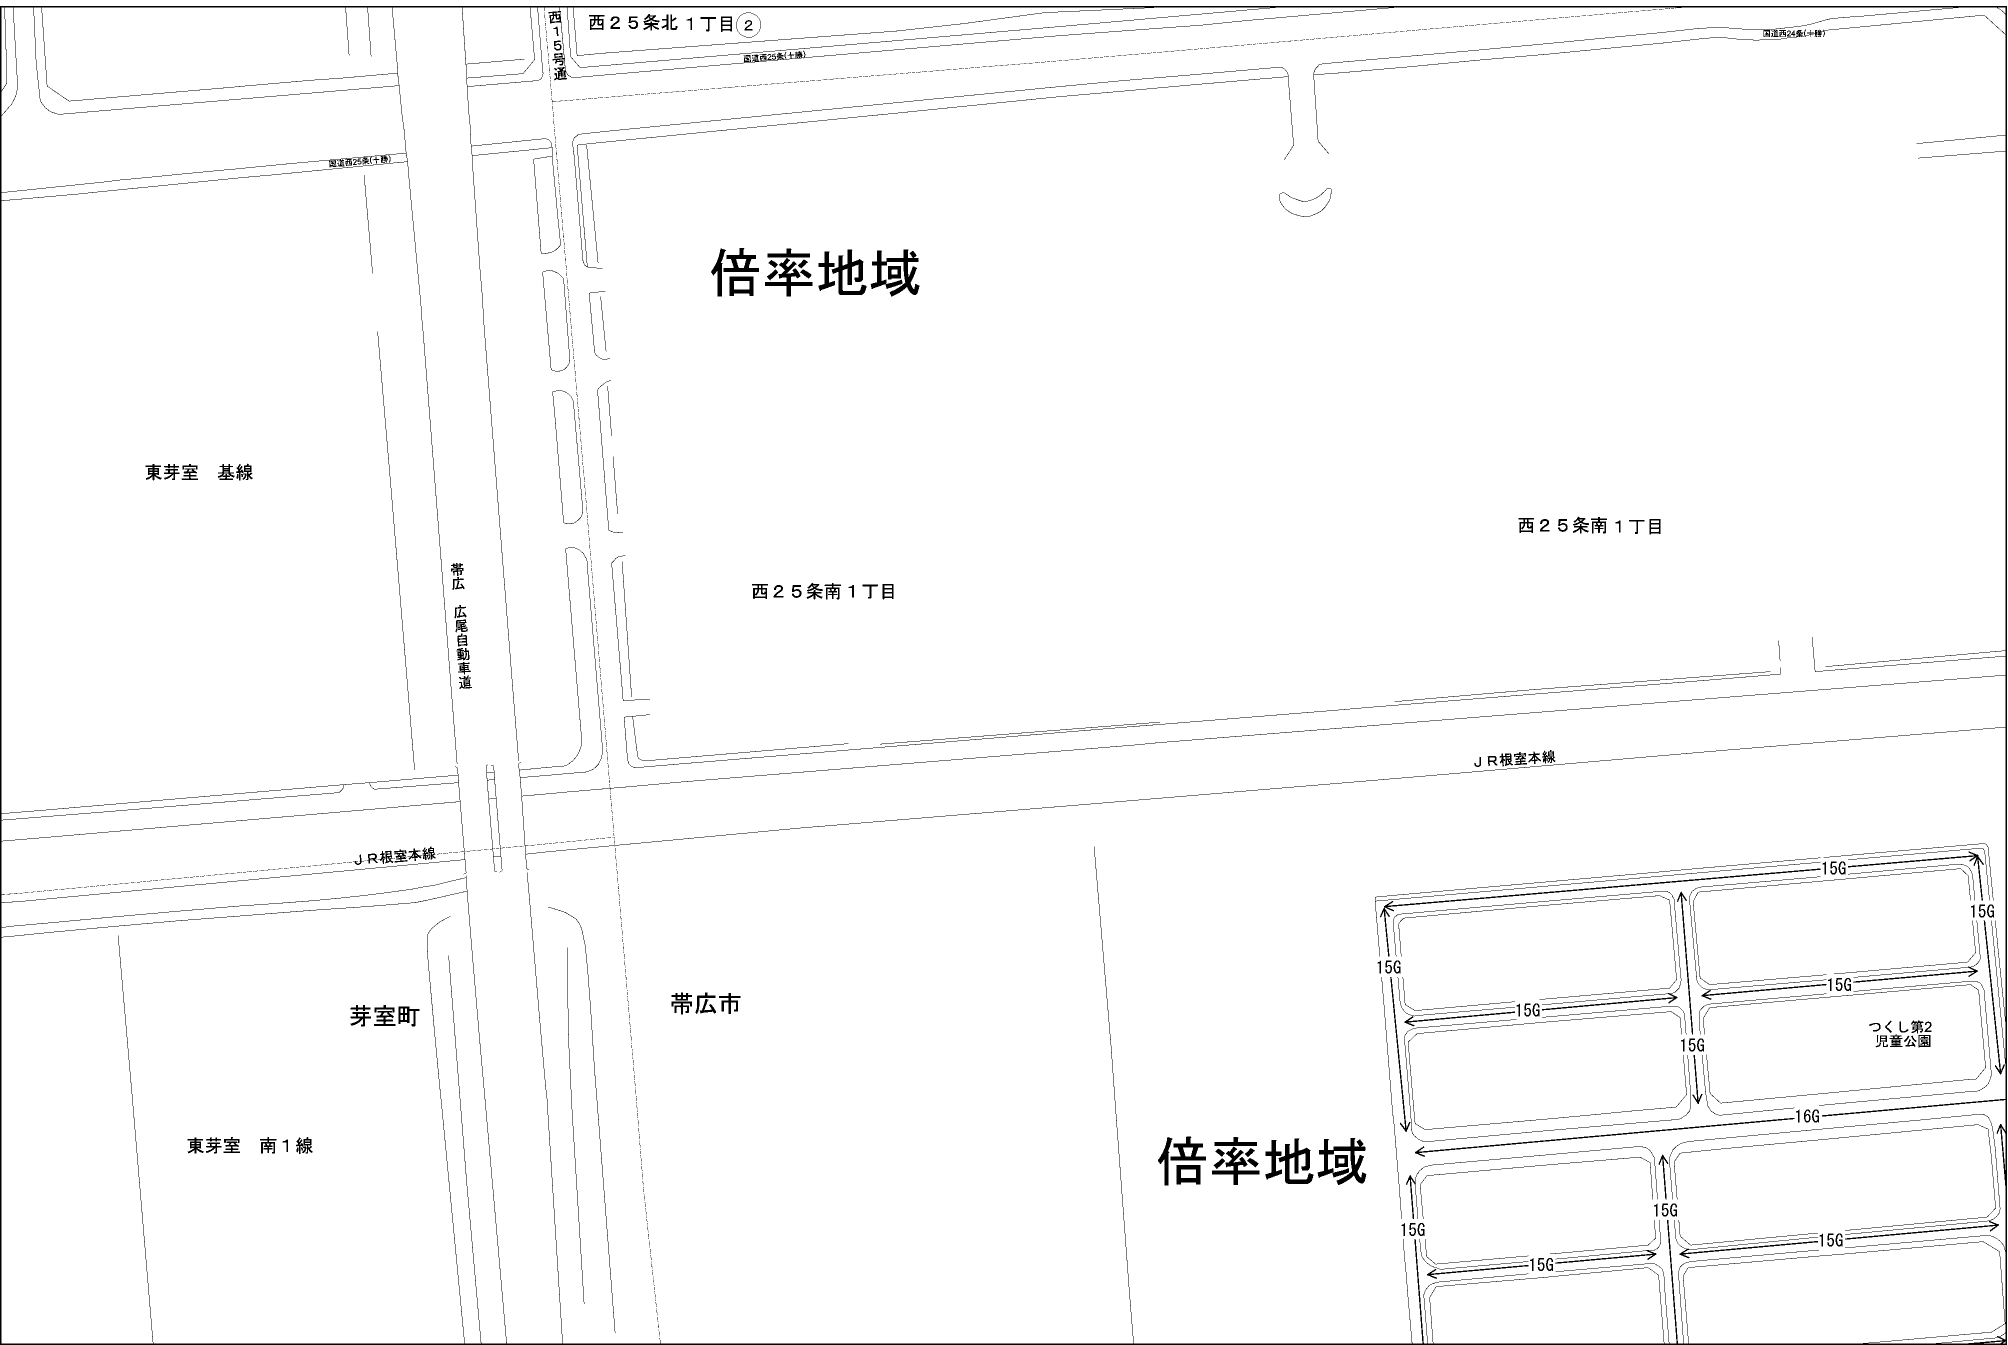 西２５条北１丁目②
西１５号通
国道西25条(十勝)
国道西24条(十勝)
国道西25条(十勝)
倍率地域
東芽室　基線
西２５条南１丁目
西２５条南１丁目
帯広　広尾自動車道
ＪＲ根室本線
ＪＲ根室本線
15G
15G
15G
15G
15G
つくし第2
児童公園
15G
芽室町
帯広市
16G
東芽室　南１線
倍率地域
15G
15G
15G
15G